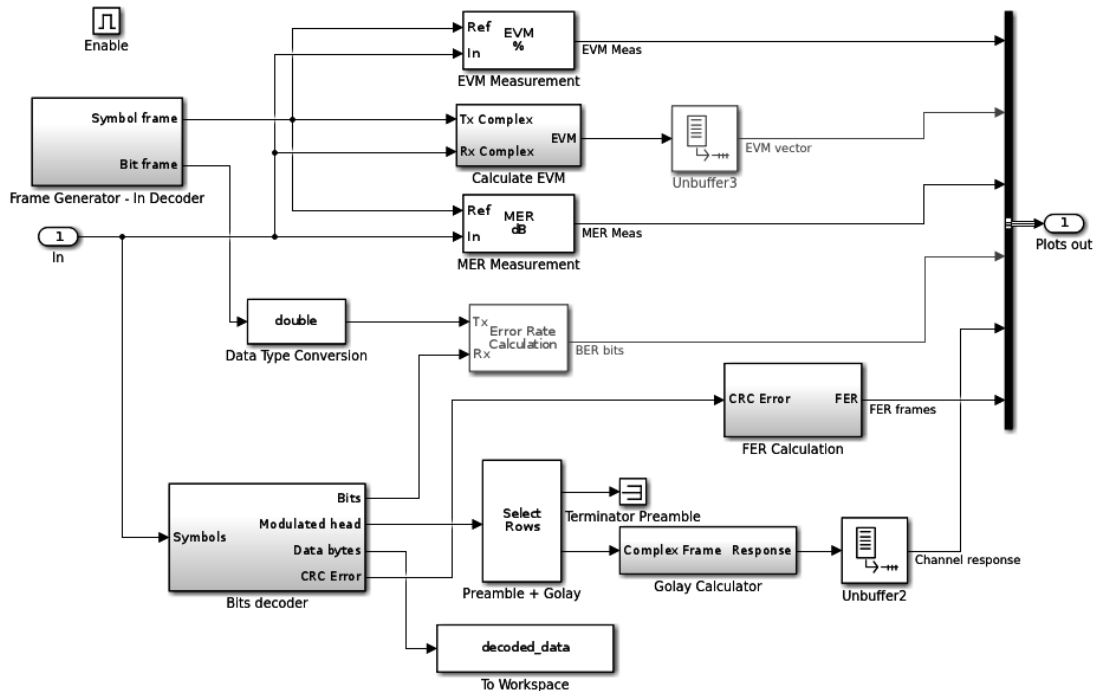 Enable
Ref
In
EVM
%
EVM Measurement
EVM Meas
Symbol frame
Bit frame
Frame Generator - In Decoder
Tx Complex
Rx Complex
EVM
Calculate EVM
Unbuffer3
EVM vector
Ref
In
MER
dB
MER Measurement
MER Meas
1
In
1
Plots out
double
Data Type Conversion
Tx
Rx
Error Rate
Calculation
BER bits
CRC Error
FER
FER Calculation
FER frames
Symbols
Bits
Modulated head
Data bytes
CRC Error
Bits decoder
Select
Rows
Preamble + Golay
Terminator Preamble
Complex Frame
Response
Golay Calculator
Unbuffer2
Channel response
decoded_data
To Workspace